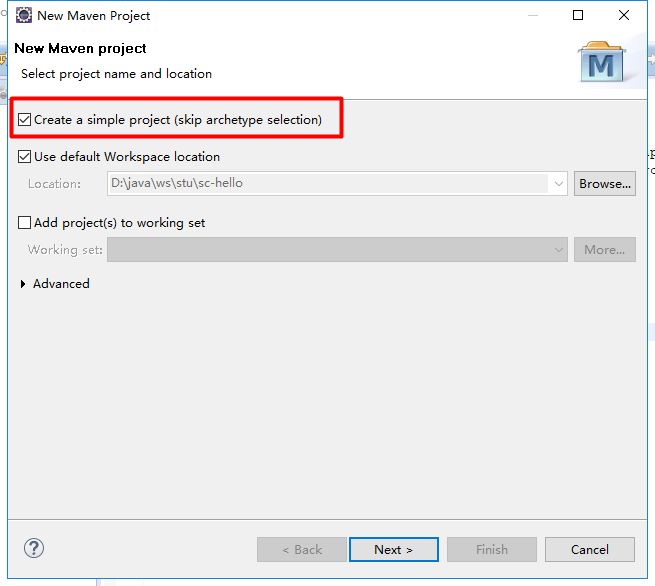 New Maven Project
New Maven project
Select project name and location
M
Create a simple project (skip archetype selection)
Use default Workspace location
Location: D:\java\ws\stu\sc-hello Browse...
Add project(s) to working set
Working set: More...
Advanced
? < Back Next > Finish Cancel